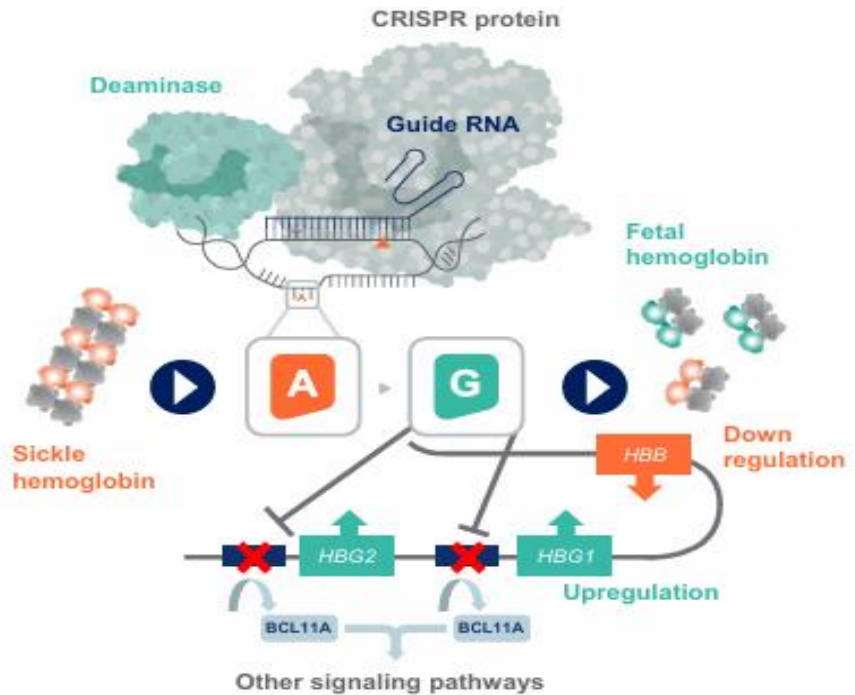 CRISPR protein
Deaminase
Guide RNA
Fetal
hemoglobin
A
A
G
Sickle
hemoglobin
HBB
Down
regulation
HBG2
HBG1
Upregulation
BCL11A
BCL11A
Other signaling pathways